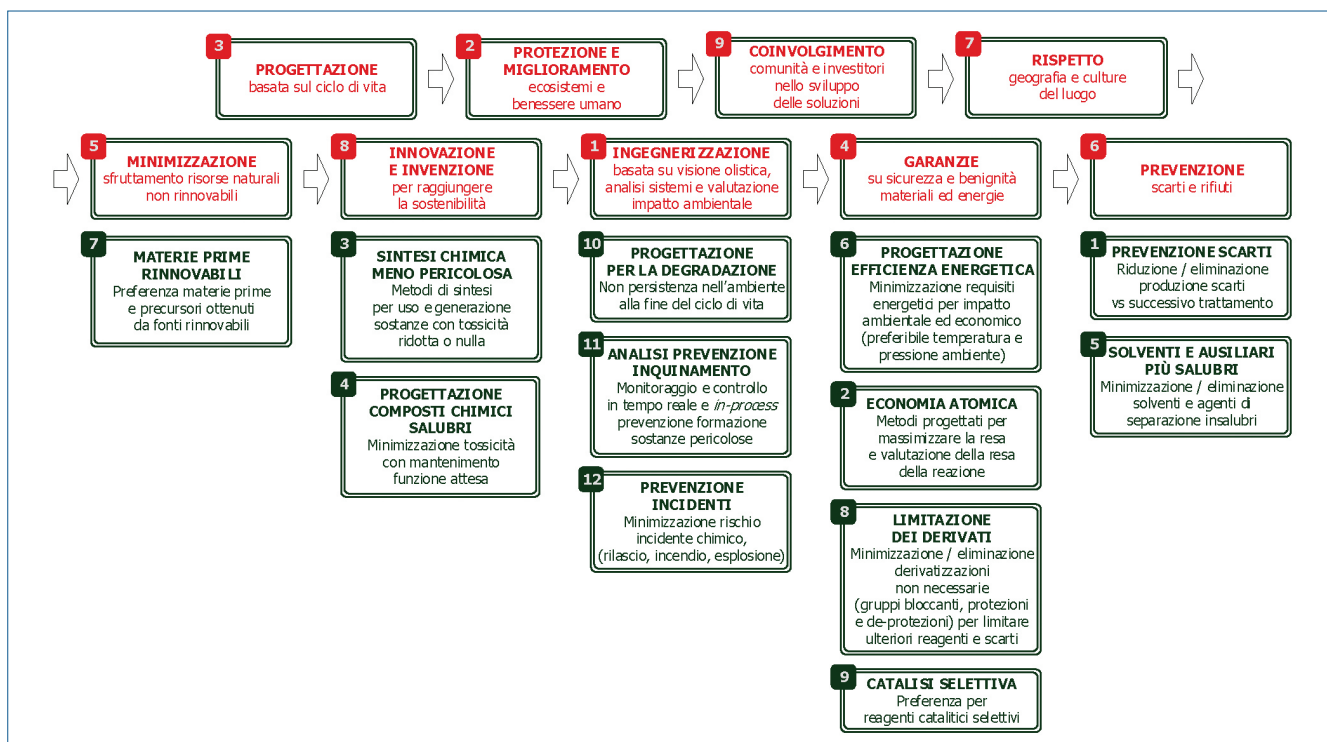 3
PROGETTAZIONE
basata sul ciclo di vita
2
PROTEZIONE E
MIGLIORAMENTO
ecosistemi e
benessere umano
9
COINVOLGIMENTO
comunità e investitori
nello sviluppo
delle soluzioni
7
RISPETTO
geografia e culture
del luogo
5
MINIMIZZAZIONE
sfruttamento risorse naturali
non rinnovabili
8
INNOVAZIONE
E INVENZIONE
per raggiungere
la sostenibilità
1
INGEGNERIZZAZIONE
basata su visione olistica,
analisi sistemi e valutazione
impatto ambientale
4
GARANZIE
su sicurezza e benignità
materiali ed energie
6
PREVENZIONE
scarti e rifiuti
7
MATERIE PRIME
RINNOVABILI
Preferenza materie prime
e precursori ottenuti
da fonti rinnovabili
3
SINTESI CHIMICA
MENO PERICOLOSA
Metodi di sintesi
per uso e generazione
sostanze con tossicità
ridotta o nulla
4
PROGETTAZIONE
COMPOSTI CHIMICI
SALUBRI
Minimizzazione tossicità
con mantenimento
funzione attesa
10
PROGETTAZIONE
PER LA DEGRADAZIONE
Non persistenza nell'ambiente
alla fine del ciclo di vita
11
ANALISI PREVENZIONE
INQUINAMENTO
Monitoraggio e controllo
in tempo reale e in-process
prevenzione formazione
sostanze pericolose
12
PREVENZIONE
INCIDENTI
Minimizzazione rischio
incidente chimico,
(rilascio, incendio, esplosione)
6
PROGETTAZIONE
EFFICIENZA ENERGETICA
Minimizzazione requisiti
energetici per impatto
ambientale ed economico
(preferibile temperatura e
pressione ambiente)
2
ECONOMIA ATOMICA
Metodi progettati per
massimizzare la resa
e valutazione della resa
della reazione
8
LIMITAZIONE
DEI DERIVATI
Minimizzazione / eliminazione
derivatizzazioni
non necessarie
(gruppi bloccanti, protezioni
e de-protezioni) per limitare
ulteriori reagenti e scarti
9
CATALISI SELETTIVA
Preferenza per
reagenti catalitici selettivi
1
PREVENZIONE SCARTI
Riduzione / eliminazione
produzione scarti
vs successivo trattamento
5
SOLVENTI E AUSILIARI
PIÙ SALUBRI
Minimizzazione / eliminazione
solventi e agenti di
separazione insalubri